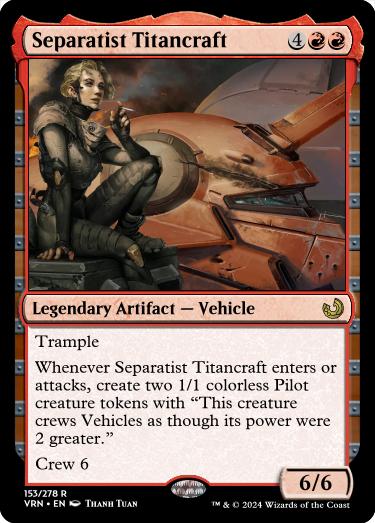 Separatist Titancraft 4
Legendary Artifact — Vehicle
Trample
Whenever Separatist Titancraft enters or
attacks, create two 1/1 colorless Pilot
creature tokens with “This creature
crews Vehicles as though its power were
2 greater.”
Crew 6
6/6
153/278 R
VRN • EN Thanh Tuan
™ & © 2024 Wizards of the Coast